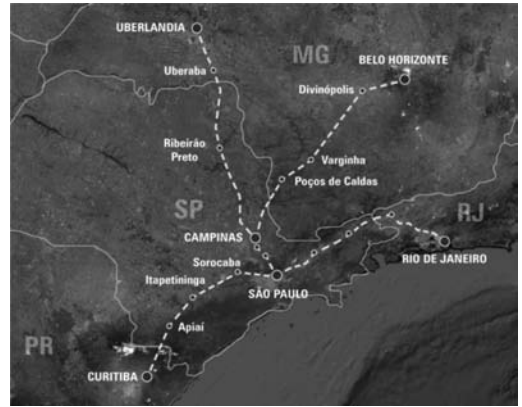 UBERLANDIA
MG
BELO HORIZONTE
Uberaba
Divinópolis
Ribeirão
Preto
Varginha
Poços de Caldas
SP
RJ
CAMPINAS
Sorocaba
RIO DE JANEIRO
Itapetininga
SÃO PAULO
Apiaí
PR
CURITIBA